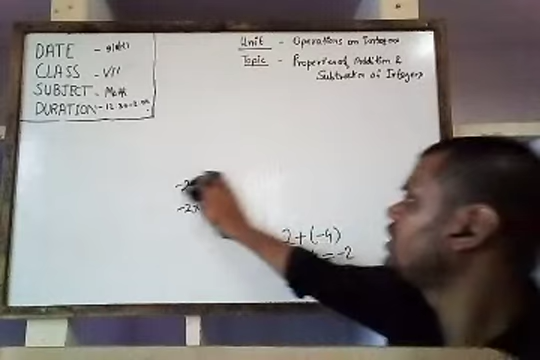 DATE -
CLASS - VII
SUBJECT - Math
DURATION -
Unit - Operations on Integers
Topic - Properties of Addition &
Subtraction of Integers
2+(-4)
= -2